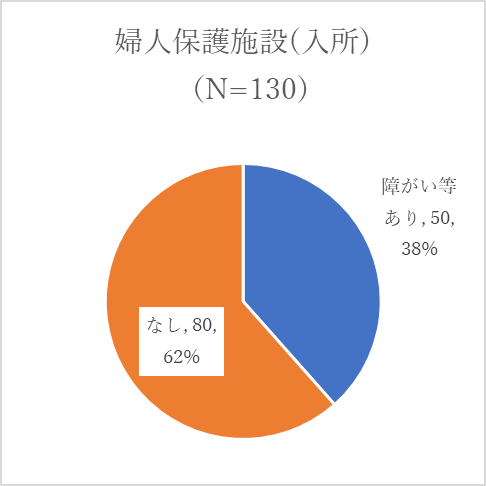 婦人保護施設(入所)
(N=130)
障がい等
あり, 50,
38%
なし, 80,
62%